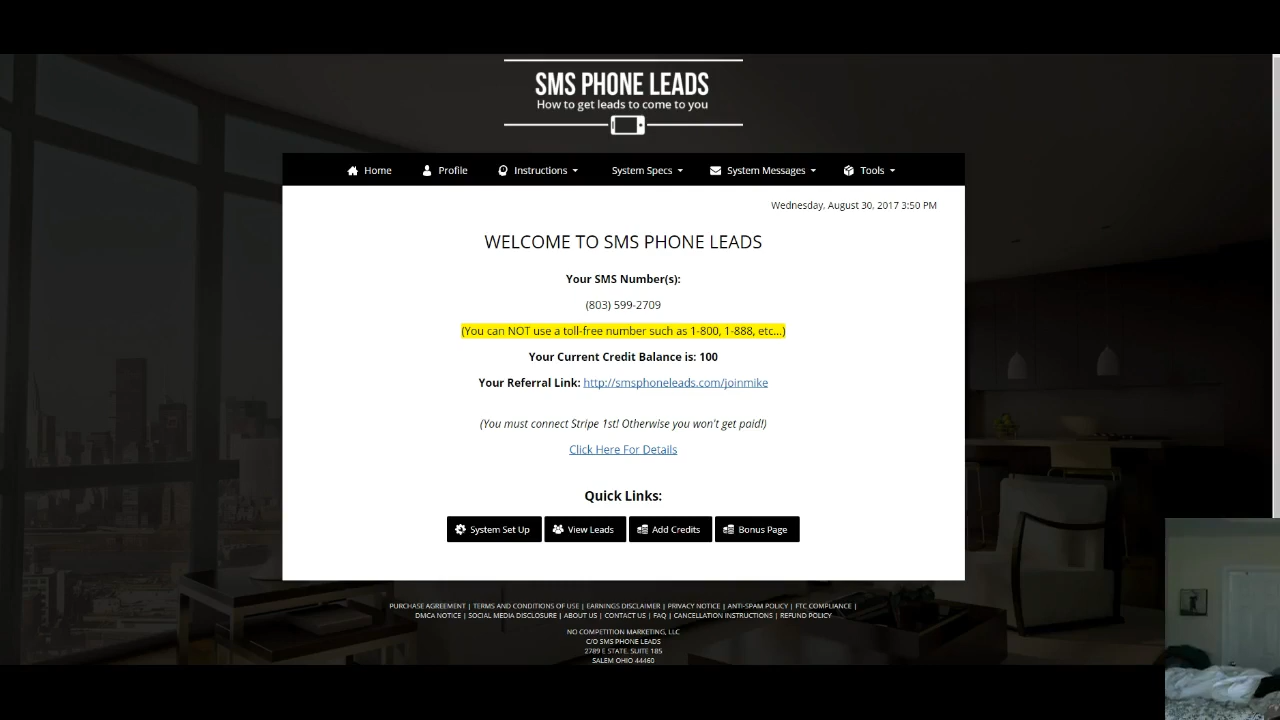 SMS PHONE LEADS
How to get leads to come to you
Home Profile Instructions System Specs System Messages Tools
Wednesday, August 30, 2017 3:50 PM
WELCOME TO SMS PHONE LEADS
Your SMS Number(s):
(803) 599-2709
(You can NOT use a toll-free number such as 1-800, 1-888, etc...)
Your Current Credit Balance is: 100
Your Referral Link: http://smsphoneleads.com/joinmike
(You must connect Stripe 1st! Otherwise you won't get paid!)
Click Here For Details
Quick Links:
System Set Up View Leads Add Credits Bonus Page
PURCHASE AGREEMENT | TERMS AND CONDITIONS OF USE | EARNINGS DISCLAIMER | PRIVACY NOTICE | ANTI-SPAM POLICY | FTC COMPLIANCE |
DMCA NOTICE | SOCIAL MEDIA DISCLOSURE | ABOUT US | CONTACT US | FAQ | CANCELLATION INSTRUCTIONS | REFUND POLICY
NO COMPETITION MARKETING, LLC
C/O SMS PHONE LEADS
2789 E STATE. SUITE 185
SALEM OHIO 44460